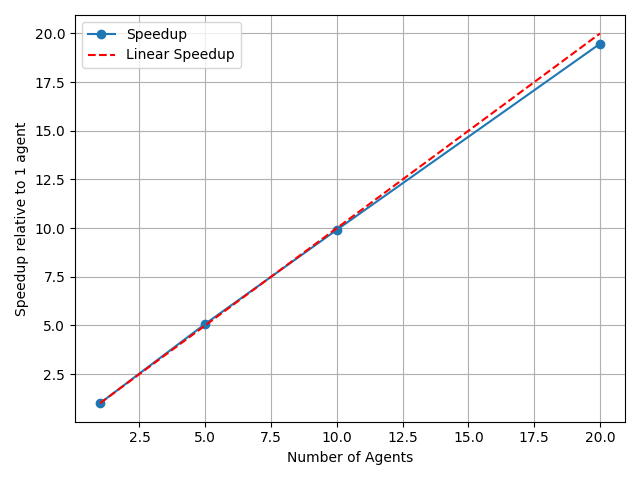 Speedup
Linear Speedup
20.0
17.5
15.0
12.5
10.0
7.5
5.0
2.5
Speedup relative to 1 agent
2.5 5.0 7.5 10.0 12.5 15.0 17.5 20.0
Number of Agents